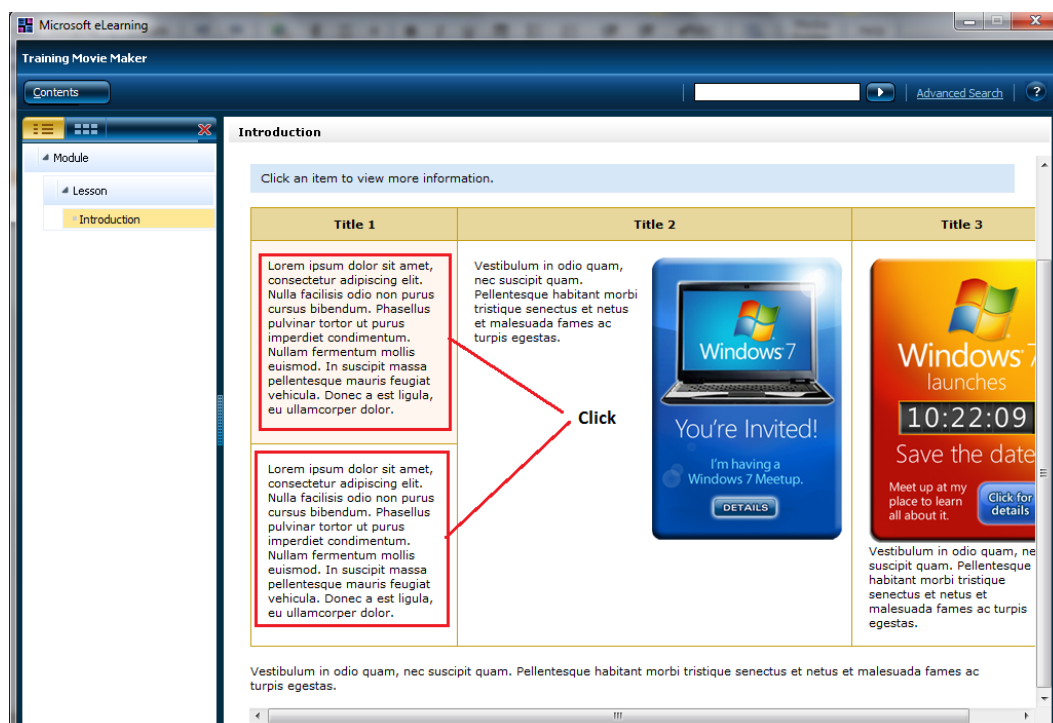 Microsoft eLearning
Training Movie Maker
Contents
Advanced Search
?
Introduction
Module
Lesson
Introduction
Click an item to view more information.
Title 1
Title 2
Title 3
Lorem ipsum dolor sit amet,
consectetur adipiscing elit.
Nulla facilisis odio non purus
cursus bibendum. Phasellus
pulvinar tortor ut purus
imperdiet condimentum.
Nullam fermentum mollis
euismod. In suscipit massa
pellentesque mauris feugiat
vehicula. Donec a est ligula,
eu ullamcorper dolor.
Lorem ipsum dolor sit amet,
consectetur adipiscing elit.
Nulla facilisis odio non purus
cursus bibendum. Phasellus
pulvinar tortor ut purus
imperdiet condimentum.
Nullam fermentum mollis
euismod. In suscipit massa
pellentesque mauris feugiat
vehicula. Donec a est ligula,
eu ullamcorper dolor.
Click
Vestibulum in odio quam,
nec suscipit quam.
Pellentesque habitant morbi
tristique senectus et netus
et malesuada fames ac
turpis egestas.
Windows 7
You're Invited!
I'm having a
Windows 7 Meetup.
DETAILS
Windows 7
launches
10:22:09
Save the date
Meet up at my
place to learn
all about it.
Click for
details
Vestibulum in odio quam, ne
suscipit quam. Pellentesque
habitant morbi tristique
senectus et netus et
malesuada fames ac turpis
egestas.
Vestibulum in odio quam, nec suscipit quam. Pellentesque habitant morbi tristique senectus et netus et malesuada fames ac
turpis egestas.